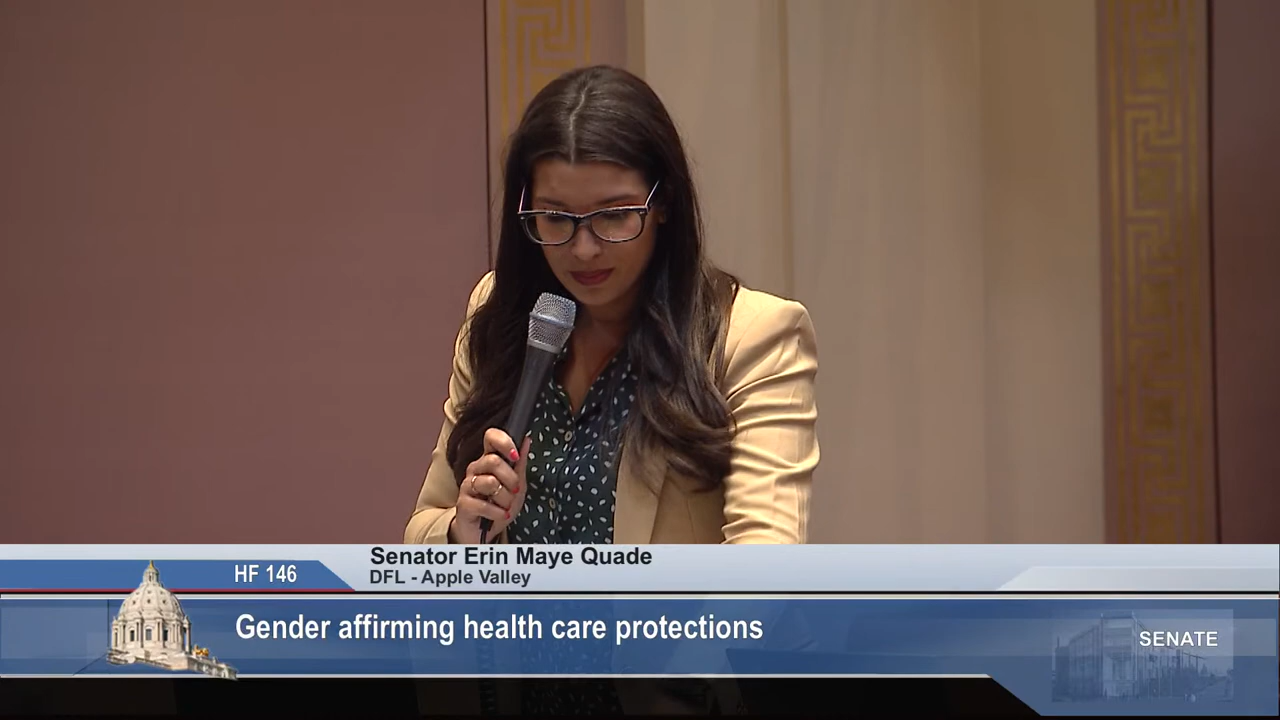 Senator Erin Maye Quade
HF 146
DFL - Apple Valley
Gender affirming health care protections
SENATE